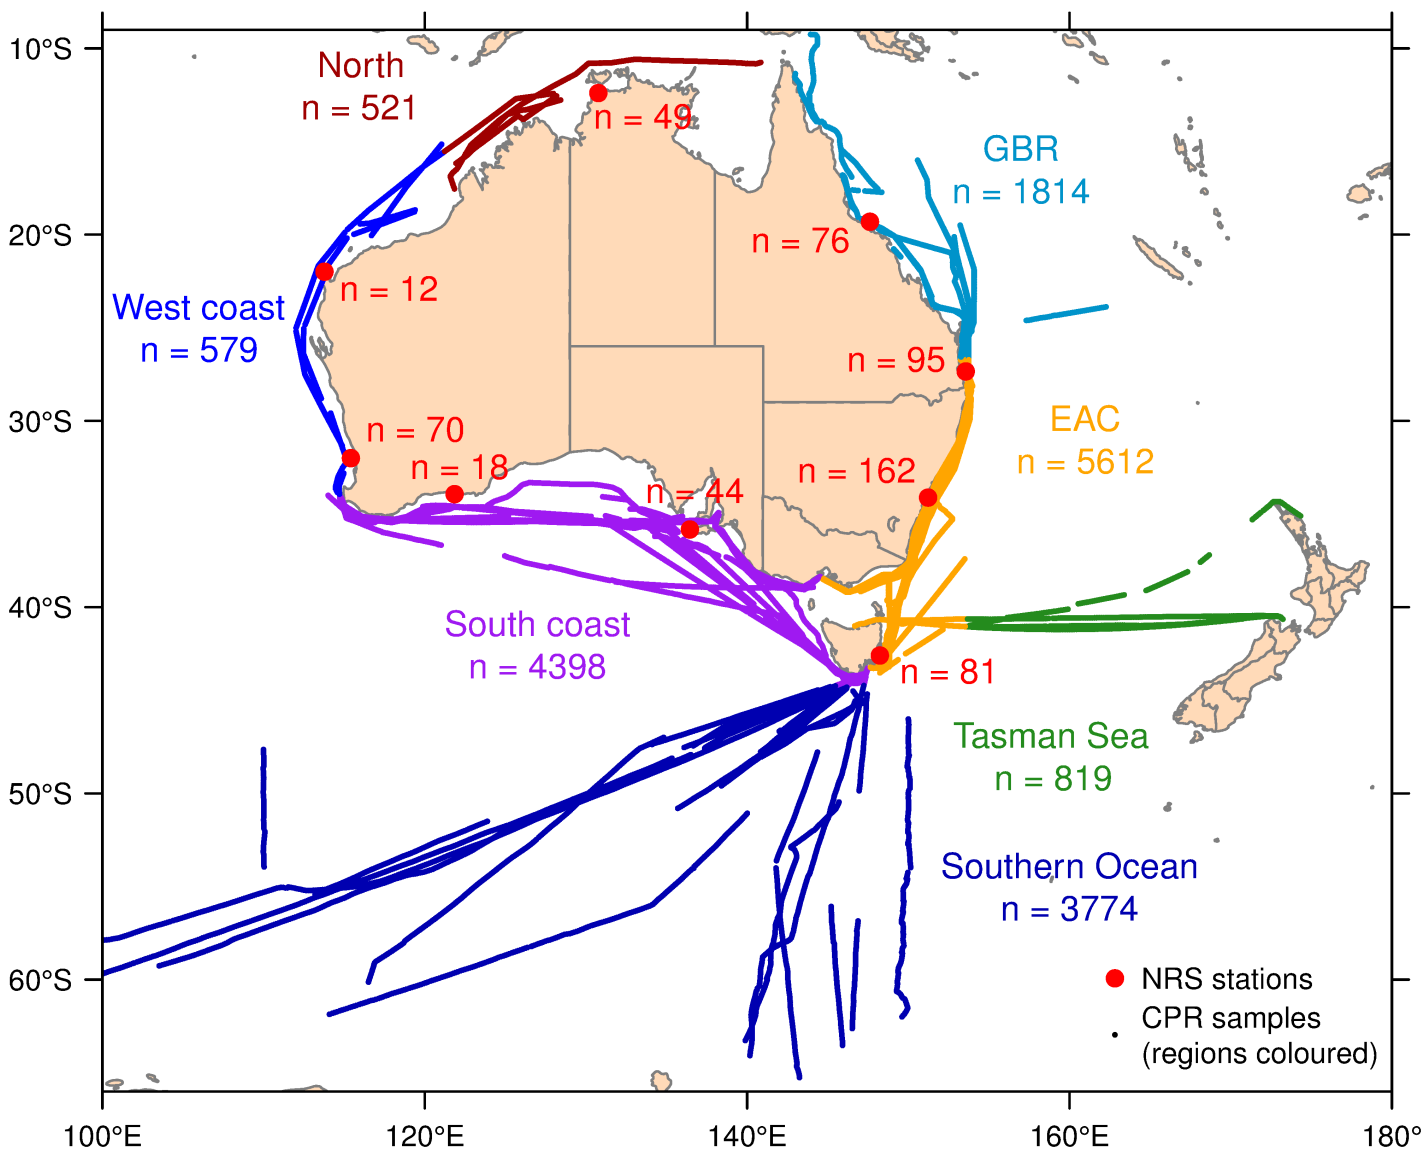 10°S
20°S
30°S
40°S
50°S
60°S
North
n = 521
n = 49
GBR
n = 1814
n = 76
n = 12
West coast
n = 579
n = 95
n = 70
n = 18
n = 44
n = 162
EAC
n = 5612
South coast
n = 4398
n = 81
Tasman Sea
n = 819
Southern Ocean
n = 3774
NRS stations
CPR samples
(regions coloured)
100°E
120°E
140°E
160°E
180°